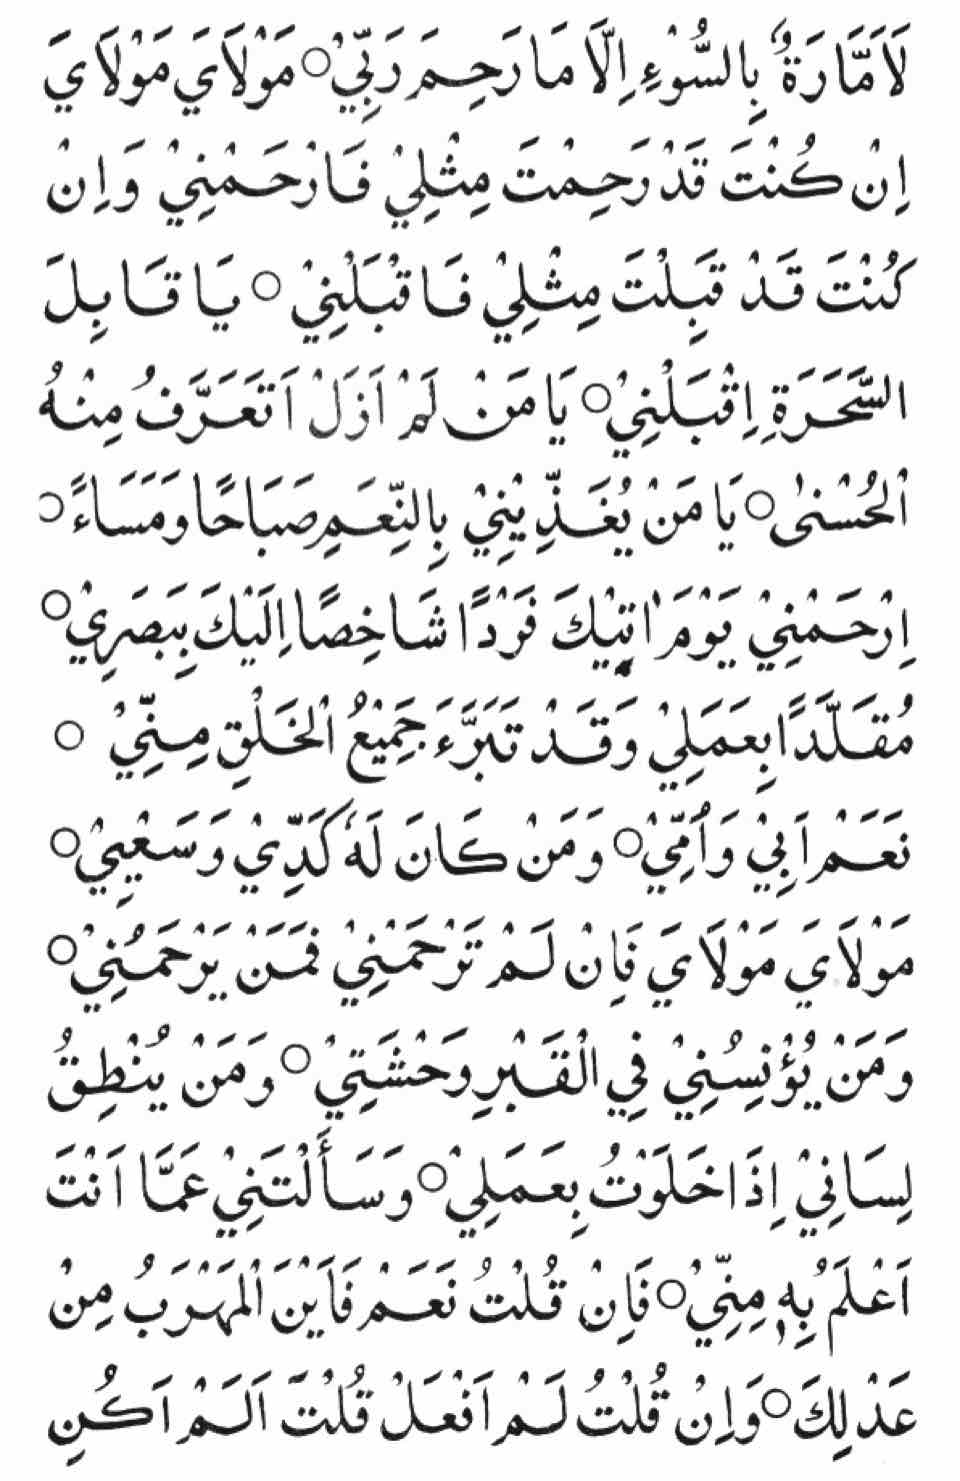 لَاَمَّارَةٌ بِالسُّوْءِ اِلَّا مَا رَحِمَ رَبِّيْ○ مَوْلَايَ مَوْلَايَ
اِنْ كُنْتَ قَدْ رَحِمْتَ مِثْلِيْ فَارْحَمْنِيْ وَاِنْ
كُنْتَ قَدْ قَبِلْتَ مِثْلِيْ فَاقْبَلْنِيْ ○ يَا قَابِلَ
السَّحَرَةِ اِقْبَلْنِيْ○ يَا مَنْ لَمْ اَزَلْ اَتَعَرَّفُ مِنْهُ
الْحُسْنٰى○ يَا مَنْ يُغَذِّيْنِيْ بِالنِّعَمِ صَبَاحًا وَمَسَاءً○
اِرْحَمْنِيْ يَوْمَ اٰتِيْكَ فَرْدًا شَاخِصًا اِلَيْكَ بِبَصَرِيْ○
مُقَلَّدًا بِعَمَلِيْ وَقَدْ تَبَرَّءَ جَمِيْعُ الْخَلْقِ مِنِّيْ ○
نَعَمْ اَبِيْ وَاُمِّيْ○ وَمَنْ كَانَ لَهٗ كَدِّيْ وَسَعْيِيْ○
مَوْلَايَ مَوْلَايَ فَاِنْ لَمْ تَرْحَمْنِيْ فَمَنْ يَرْحَمُنِيْ○
وَمَنْ يُؤْنِسُنِيْ فِي الْقَبْرِ وَحْشَتِيْ○ وَمَنْ يُنْطِقُ
لِسَانِيْ اِذَا خَلَوْتُ بِعَمَلِيْ○ وَسَأَلْتَنِيْ عَمَّا اَنْتَ
اَعْلَمُ بِهٖ مِنِّيْ○ فَاِنْ قُلْتُ نَعَمْ فَاَيْنَ الْمَهْرَبُ مِنْ
عَدْلِكَ○ وَاِنْ قُلْتُ لَمْ اَفْعَلْ قُلْتَ اَلَمْ اَكُنِ